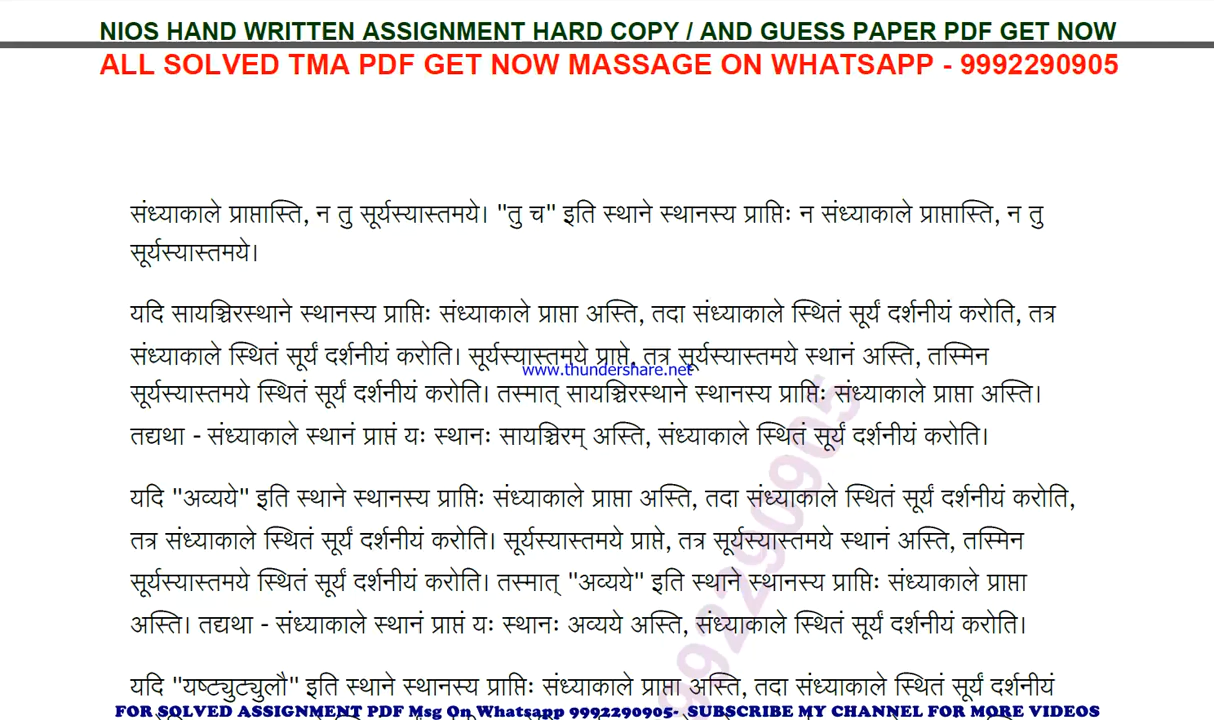 NIOS HAND WRITTEN ASSIGNMENT HARD COPY / AND GUESS PAPER PDF GET NOW
ALL SOLVED TMA PDF GET NOW MASSAGE ON WHATSAPP - 9992290905
संध्याकाले प्राप्तास्ति, न तु सूर्यस्यास्तमये। "तु च" इति स्थाने स्थानस्य प्राप्तिः न संध्याकाले प्राप्तास्ति, न तु
सूर्यस्यास्तमये।
यदि सायञ्चिरस्थाने स्थानस्य प्राप्तिः संध्याकाले प्राप्ता अस्ति, तदा संध्याकाले स्थितं सूर्यं दर्शनीयं करोति, तत्र
संध्याकाले स्थितं सूर्यं दर्शनीयं करोति। सूर्यस्यास्तमये प्राप्ते, तत्र सूर्यस्यास्तमये स्थानं अस्ति, तस्मिन
www.thundershare.net
सूर्यस्यास्तमये स्थितं सूर्यं दर्शनीयं करोति। तस्मात् सायञ्चिरस्थाने स्थानस्य प्राप्तिः संध्याकाले प्राप्ता अस्ति।
तद्यथा - संध्याकाले स्थानं प्राप्तं यः स्थानः सायञ्चिरम् अस्ति, संध्याकाले स्थितं सूर्यं दर्शनीयं करोति।
यदि "अव्यये" इति स्थाने स्थानस्य प्राप्तिः संध्याकाले प्राप्ता अस्ति, तदा संध्याकाले स्थितं सूर्यं दर्शनीयं करोति,
तत्र संध्याकाले स्थितं सूर्यं दर्शनीयं करोति। सूर्यस्यास्तमये प्राप्ते, तत्र सूर्यस्यास्तमये स्थानं अस्ति, तस्मिन
सूर्यस्यास्तमये स्थितं सूर्यं दर्शनीयं करोति। तस्मात् "अव्यये" इति स्थाने स्थानस्य प्राप्तिः संध्याकाले प्राप्ता
अस्ति। तद्यथा - संध्याकाले स्थानं प्राप्तं यः स्थानः अव्यये अस्ति, संध्याकाले स्थितं सूर्यं दर्शनीयं करोति।
यदि "यष्ट्युट्युलौ" इति स्थाने स्थानस्य प्राप्तिः संध्याकाले प्राप्ता अस्ति, तदा संध्याकाले स्थितं सूर्यं दर्शनीयं
FOR SOLVED ASSIGNMENT PDF Msg On Whatsapp 9992290905- SUBSCRIBE MY CHANNEL FOR MORE VIDEOS
9992290905